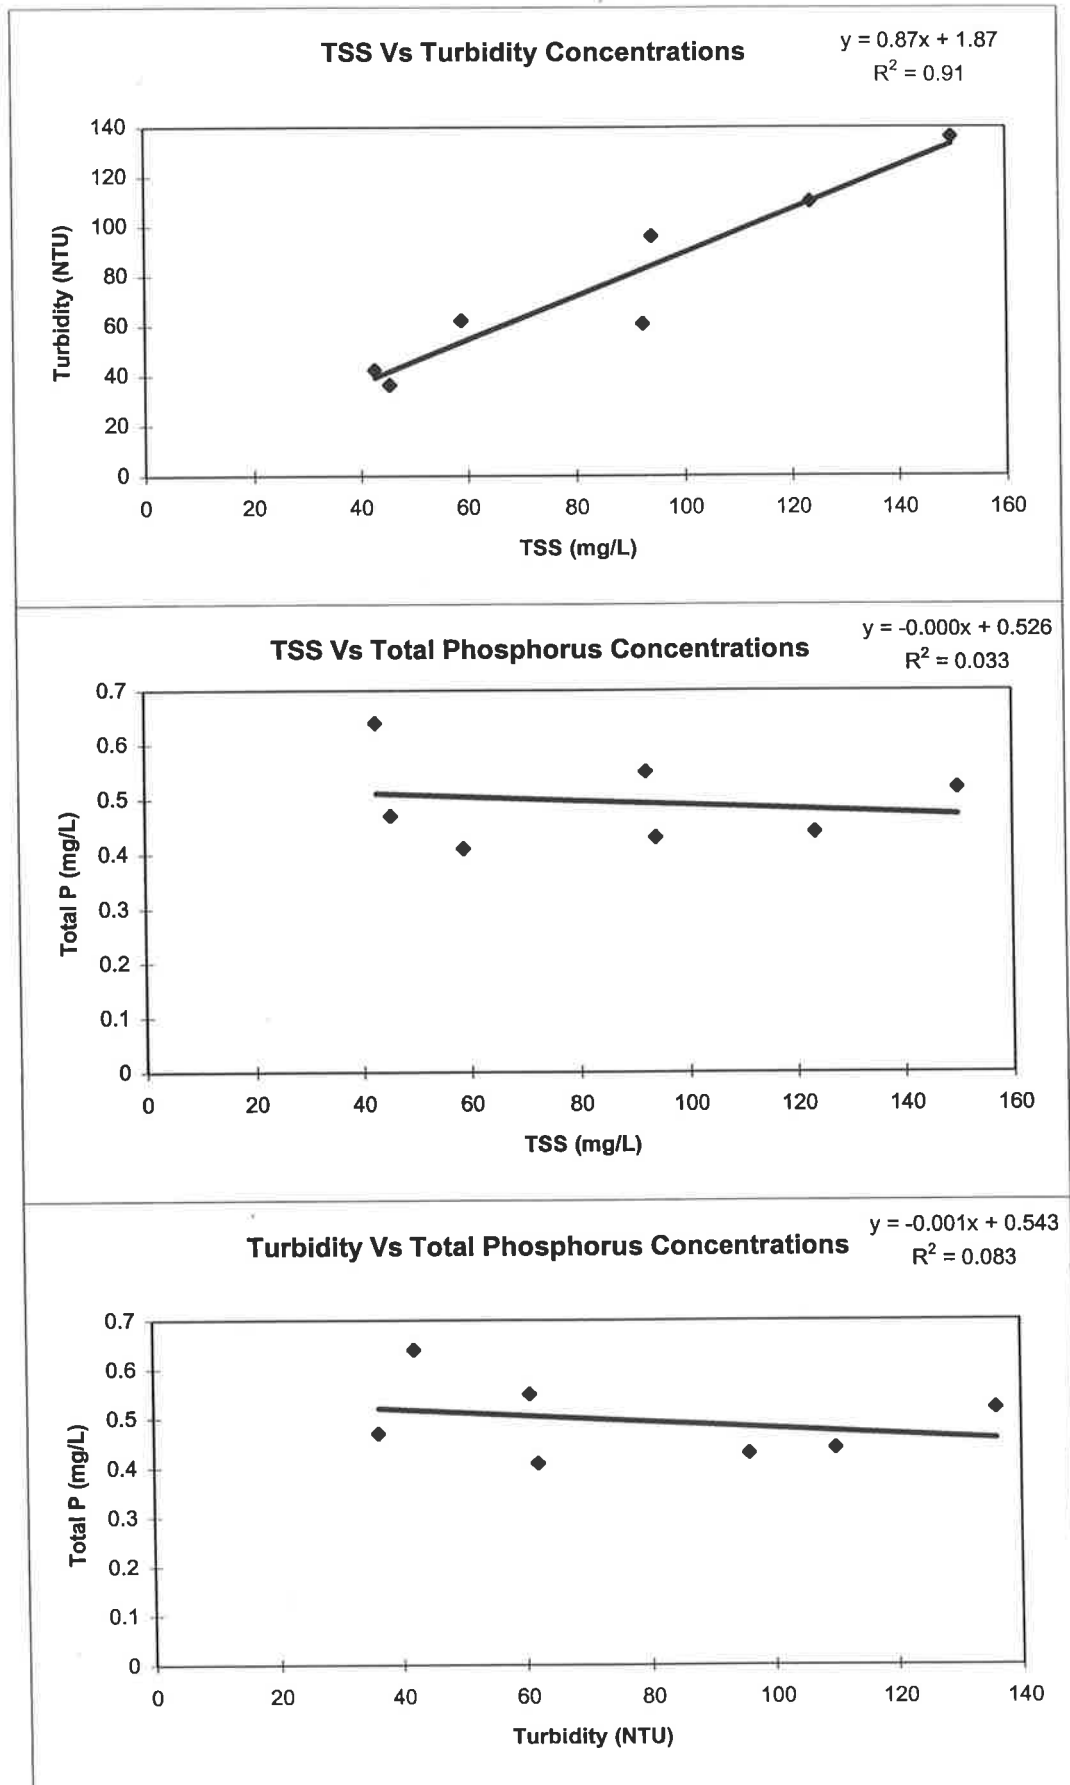 TSS Vs Turbidity Concentrations
y = 0.87x + 1.87
R² = 0.91
140
120
100
80
60
40
20
0
Turbidity (NTU)
0 20 40 60 80 100 120 140 160
TSS (mg/L)
TSS Vs Total Phosphorus Concentrations
y = -0.000x + 0.526
R² = 0.033
0.7
0.6
0.5
0.4
0.3
0.2
0.1
0
Total P (mg/L)
0 20 40 60 80 100 120 140 160
TSS (mg/L)
Turbidity Vs Total Phosphorus Concentrations
y = -0.001x + 0.543
R² = 0.083
0.7
0.6
0.5
0.4
0.3
0.2
0.1
0
Total P (mg/L)
0 20 40 60 80 100 120 140
Turbidity (NTU)